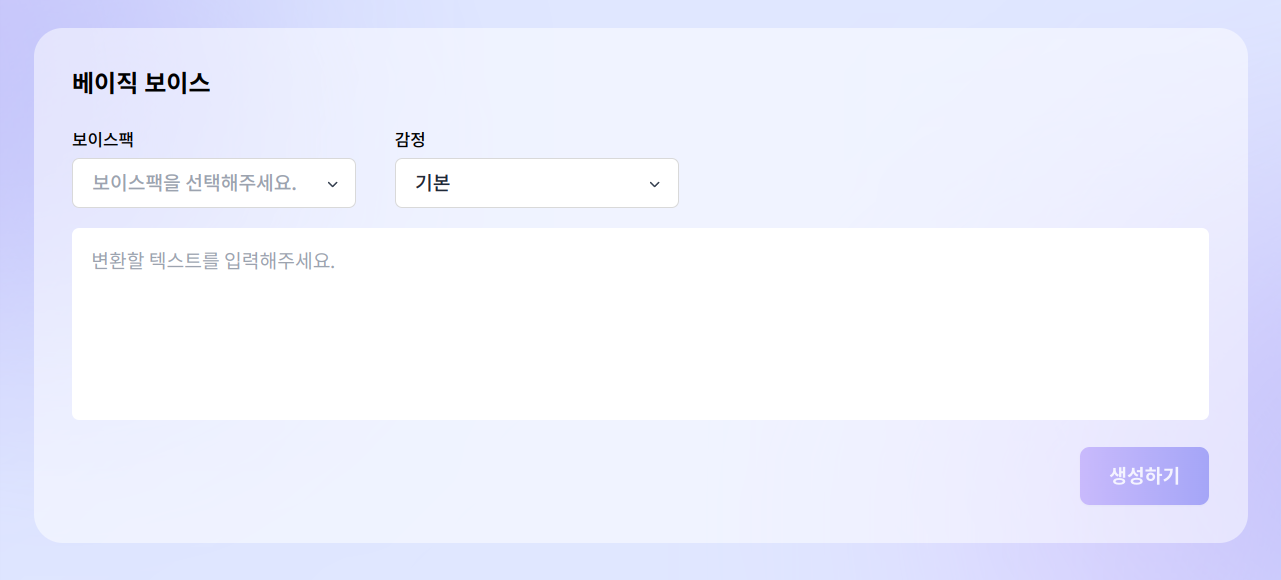 베이직 보이스
보이스팩
감정
보이스팩을 선택해주세요.
기본
변환할 텍스트를 입력해주세요.
생성하기